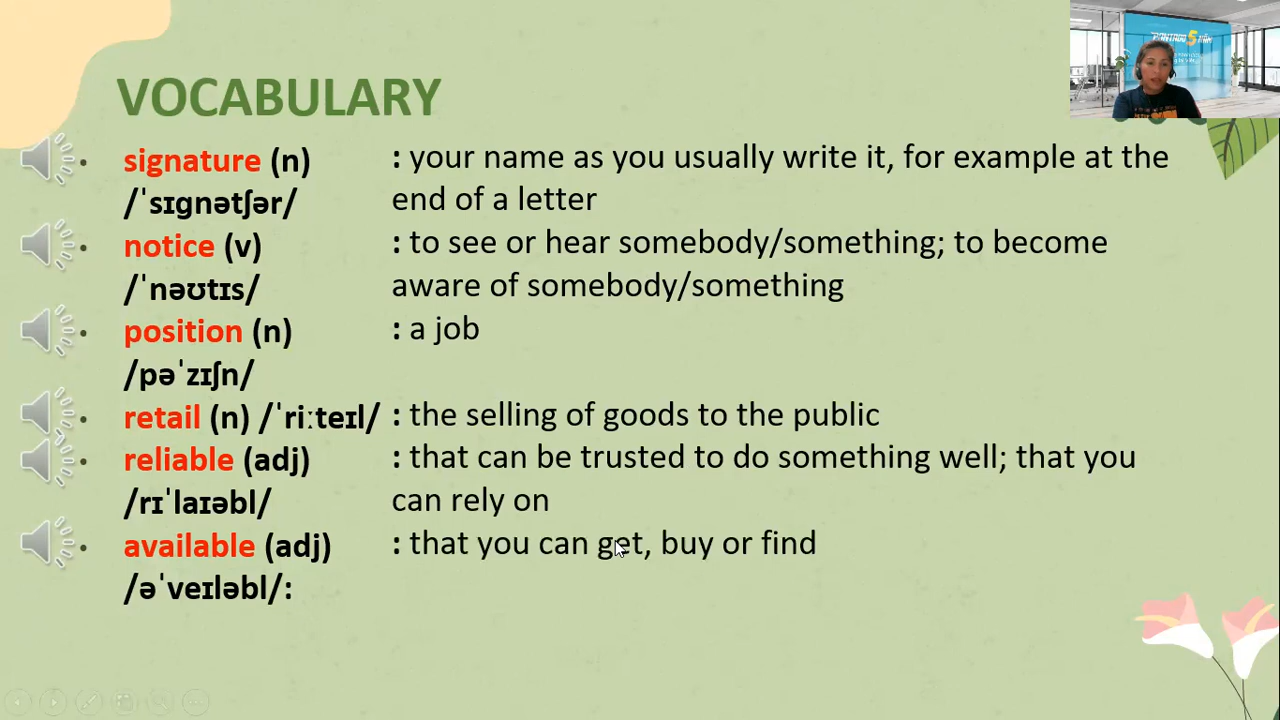 VOCABULARY
signature (n) : your name as you usually write it, for example at the
/ˈsɪɡnətʃər/ end of a letter
notice (v) : to see or hear somebody/something; to become
/ˈnəʊtɪs/ aware of somebody/something
position (n) : a job
/pəˈzɪʃn/
retail (n) /ˈriːteɪl/ : the selling of goods to the public
reliable (adj) : that can be trusted to do something well; that you
/rɪˈlaɪəbl/ can rely on
available (adj) : that you can get, buy or find
/əˈveɪləbl/: